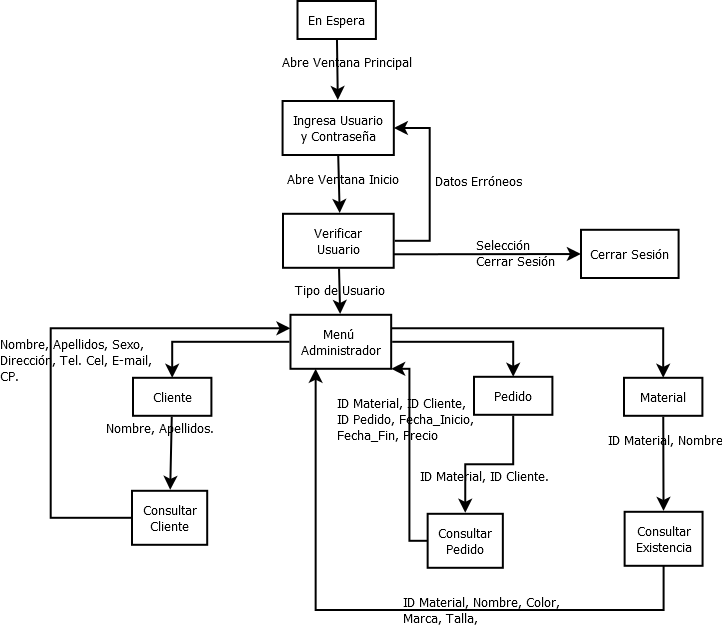 En Espera
Abre Ventana Principal
Ingresa Usuario
y Contraseña
Abre Ventana Inicio
Datos Erróneos
Verificar
Usuario
Selección
Cerrar Sesión
Cerrar Sesión
Tipo de Usuario
Menú
Administrador
Nombre, Apellidos, Sexo,
Dirección, Tel. Cel, E-mail,
CP.
Cliente
Pedido
Material
ID Material, ID Cliente,
ID Pedido, Fecha_Inicio,
Fecha_Fin, Precio
Nombre, Apellidos.
ID Material, Nombre
ID Material, ID Cliente.
Consultar
Cliente
Consultar
Pedido
Consultar
Existencia
ID Material, Nombre, Color,
Marca, Talla,